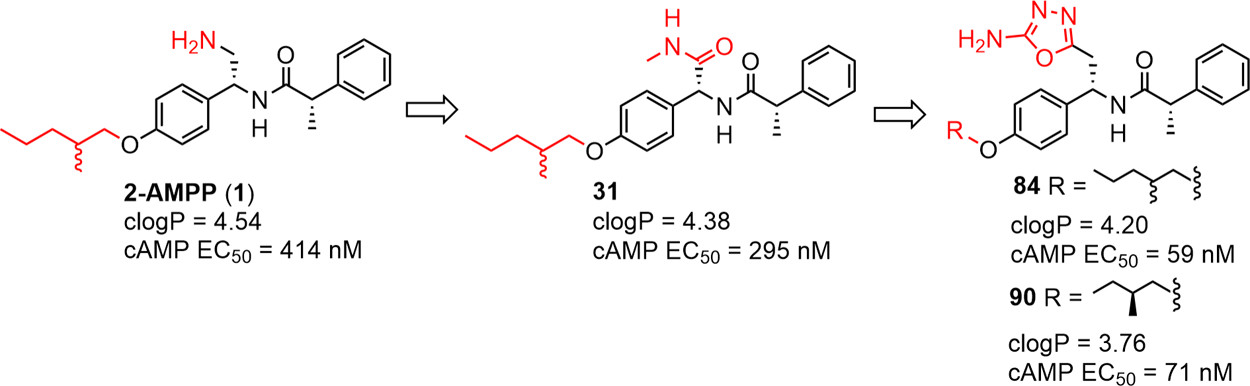 H₂N
O
N
H
O
2-AMPP (1)
clogP = 4.54
cAMP EC₅₀ = 414 nM
H
N
O
O
N
H
O
31
clogP = 4.38
cAMP EC₅₀ = 295 nM
N N
H₂N
O
O
N
H
R
O
84 R =
clogP = 4.20
cAMP EC₅₀ = 59 nM
90 R =
clogP = 3.76
cAMP EC₅₀ = 71 nM